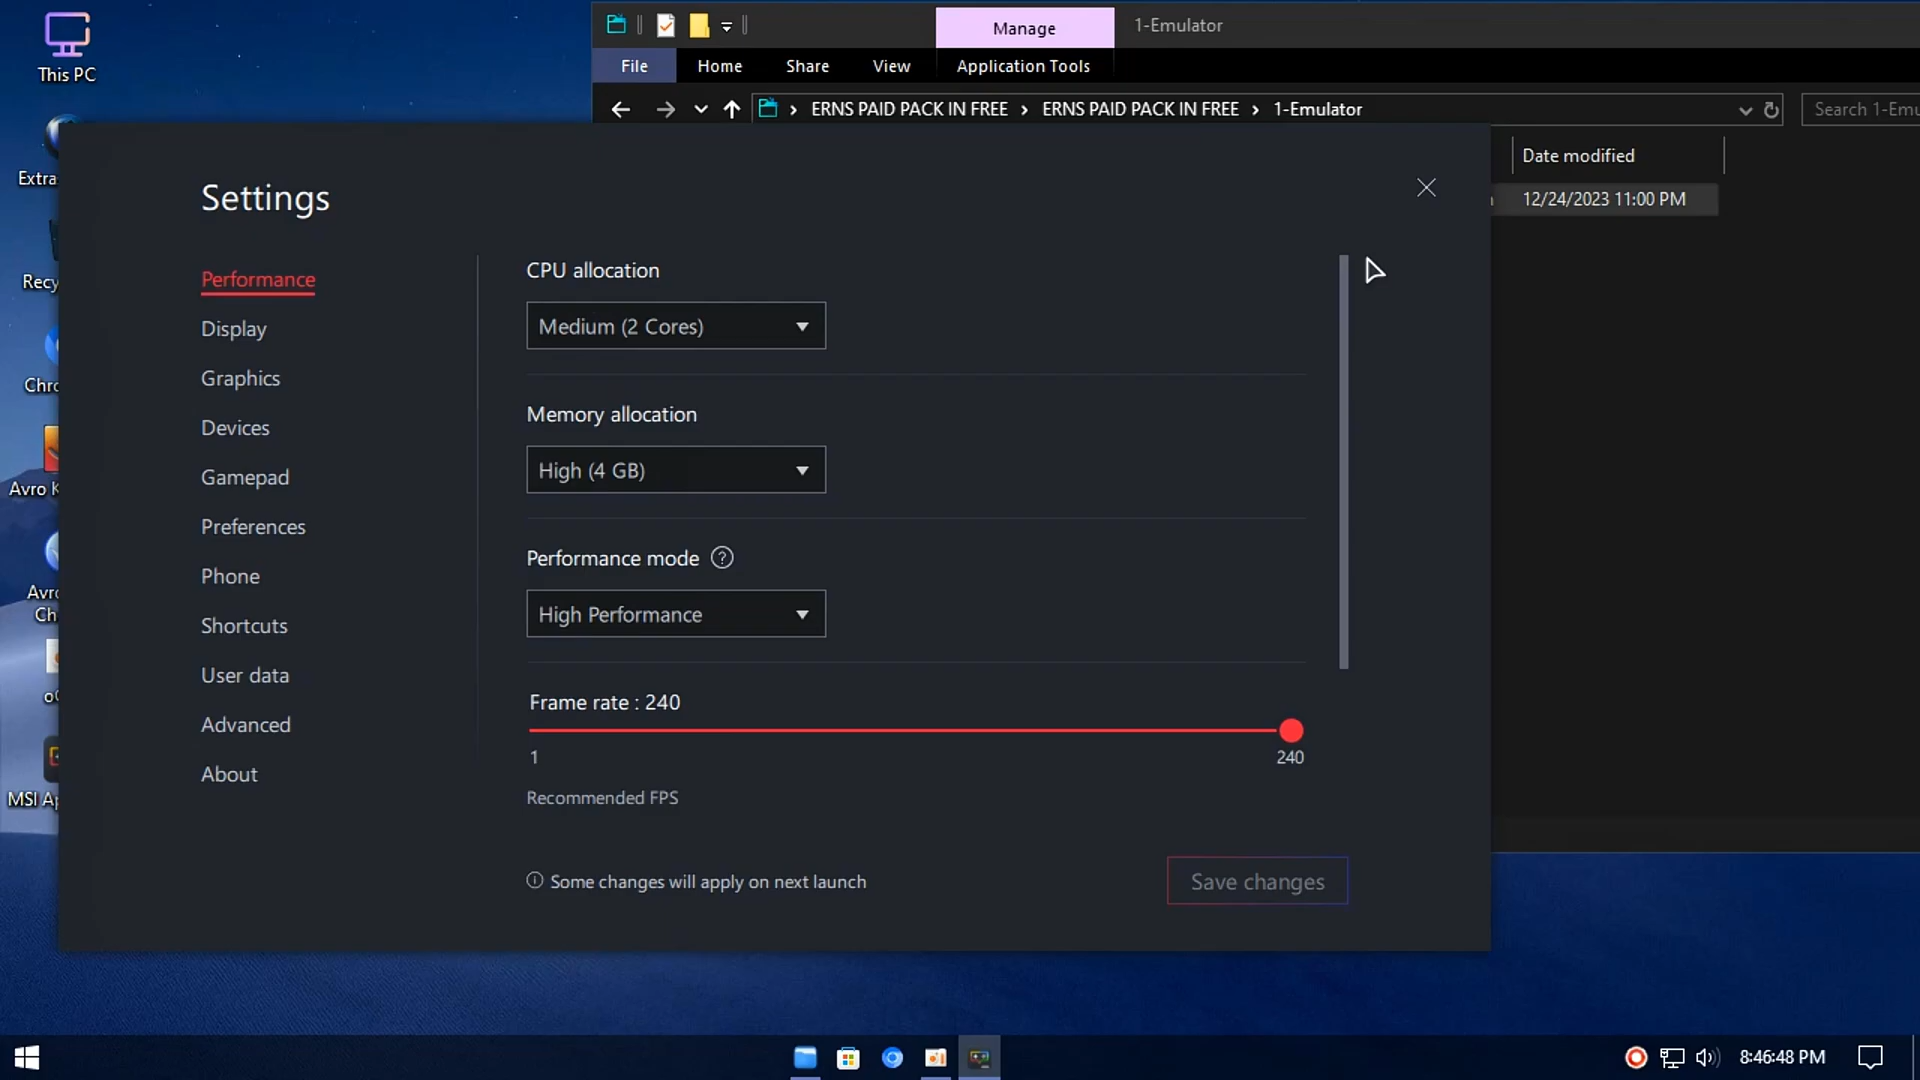 This PC
Manage
1-Emulator
File
Home
Share
View
Application Tools
ERNS PAID PACK IN FREE
ERNS PAID PACK IN FREE
1-Emulator
Search 1-Emu
Date modified
12/24/2023 11:00 PM
Extra
Recy
Chro
Avro K
Avro
Ch
MSI Ap
Settings
Performance
Display
Graphics
Devices
Gamepad
Preferences
Phone
Shortcuts
User data
Advanced
About
CPU allocation
Medium (2 Cores)
Memory allocation
High (4 GB)
Performance mode
High Performance
Frame rate : 240
1
240
Recommended FPS
Some changes will apply on next launch
Save changes
8:46:48 PM